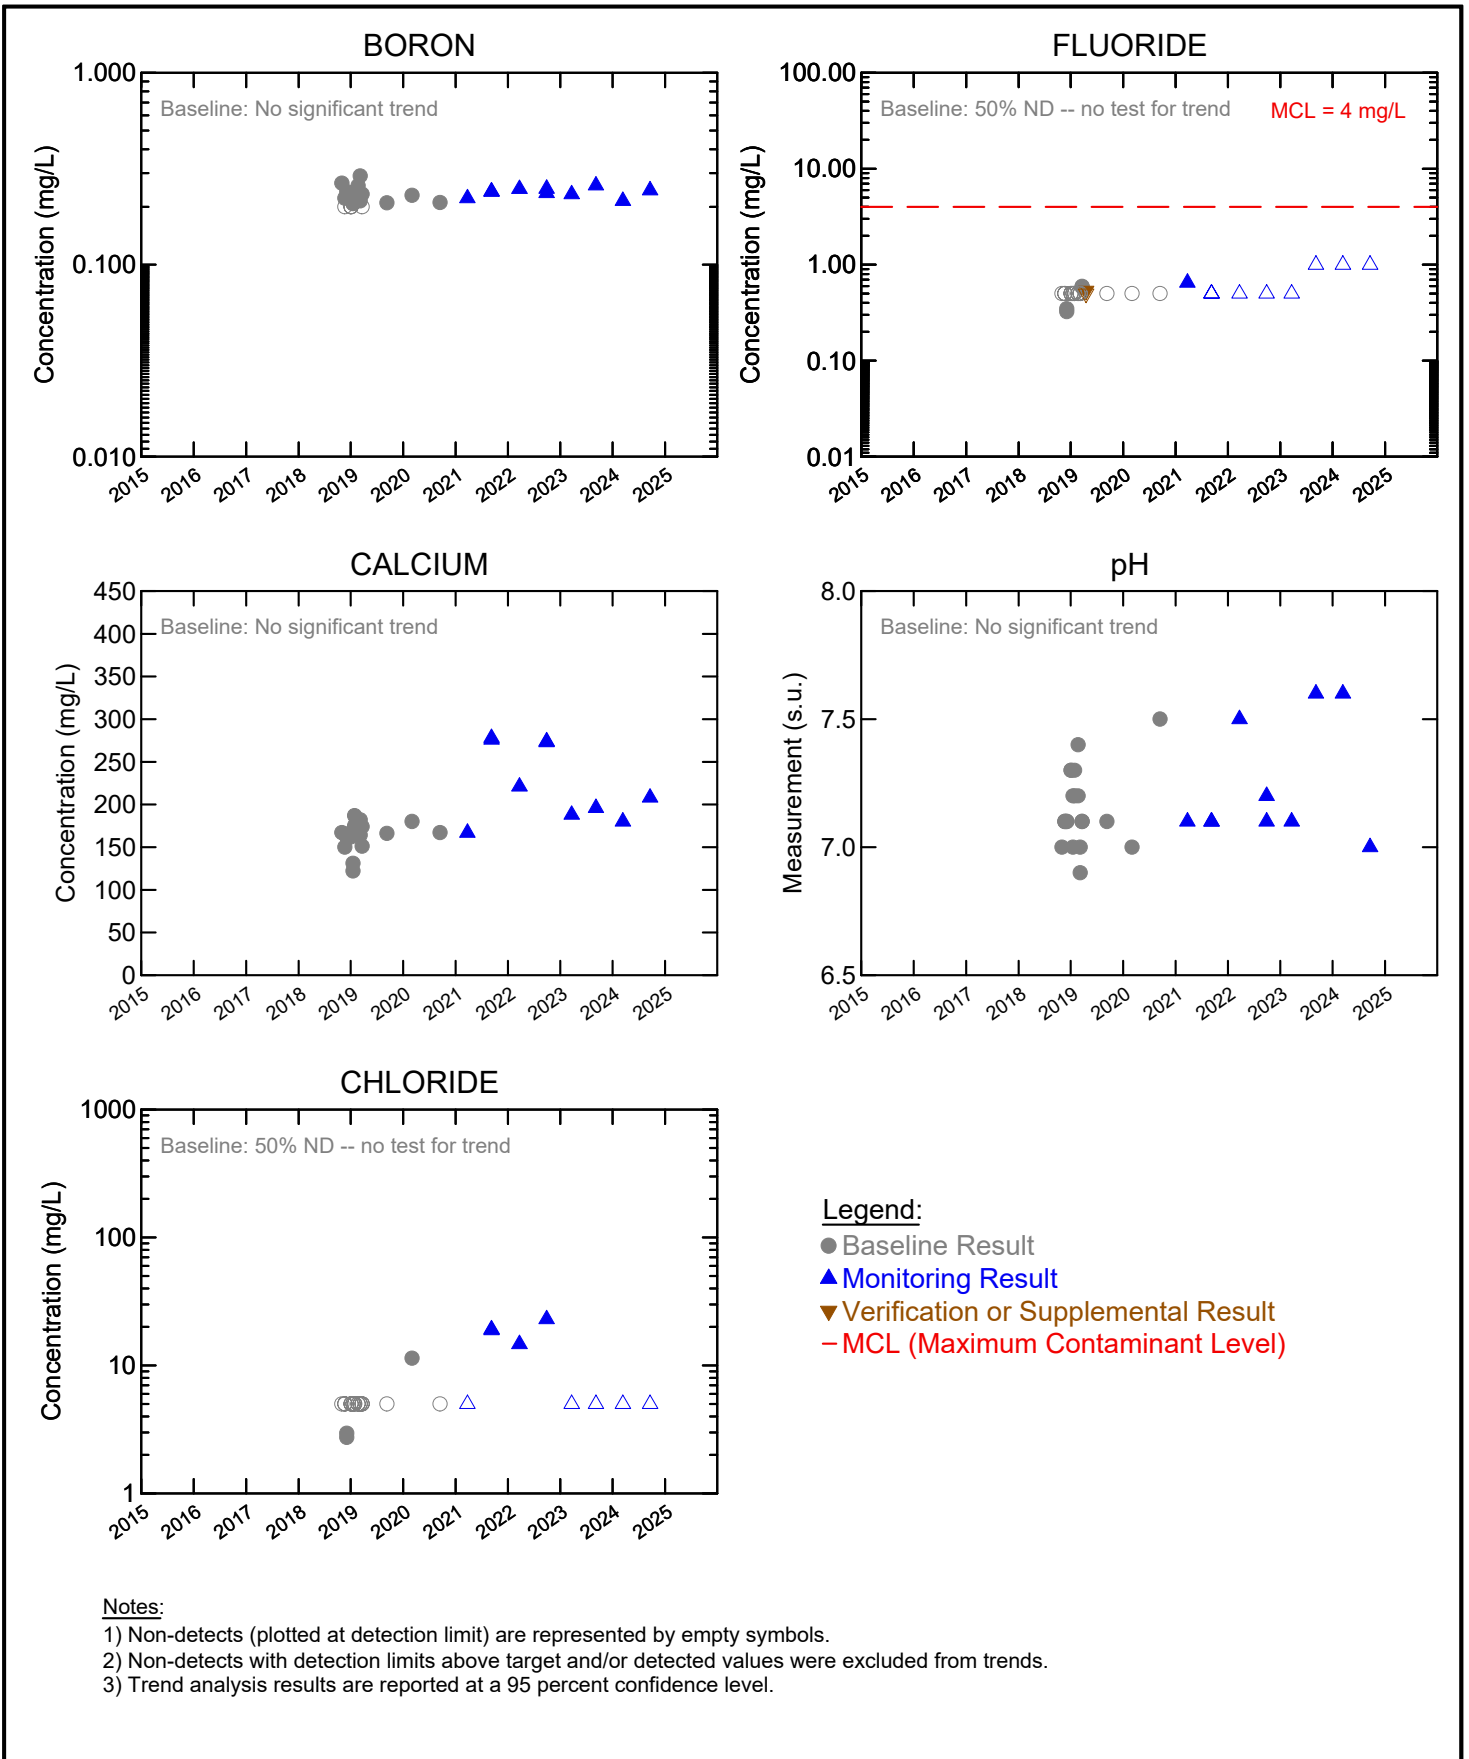 BORON
Concentration (mg/L)
1.000
0.100
0.010
Baseline: No significant trend
2015 2016 2017 2018 2019 2020 2021 2022 2023 2024 2025
FLUORIDE
Concentration (mg/L)
100.00
10.00
1.00
0.10
0.01
Baseline: 50% ND -- no test for trend
MCL = 4 mg/L
2015 2016 2017 2018 2019 2020 2021 2022 2023 2024 2025
CALCIUM
Concentration (mg/L)
450
400
350
300
250
200
150
100
50
0
Baseline: No significant trend
2015 2016 2017 2018 2019 2020 2021 2022 2023 2024 2025
pH
Measurement (s.u.)
8.0
7.5
7.0
6.5
Baseline: No significant trend
2015 2016 2017 2018 2019 2020 2021 2022 2023 2024 2025
CHLORIDE
Concentration (mg/L)
1000
100
10
1
Baseline: 50% ND -- no test for trend
2015 2016 2017 2018 2019 2020 2021 2022 2023 2024 2025
Legend:
Baseline Result
Monitoring Result
Verification or Supplemental Result
MCL (Maximum Contaminant Level)
Notes:
1) Non-detects (plotted at detection limit) are represented by empty symbols.
2) Non-detects with detection limits above target and/or detected values were excluded from trends.
3) Trend analysis results are reported at a 95 percent confidence level.